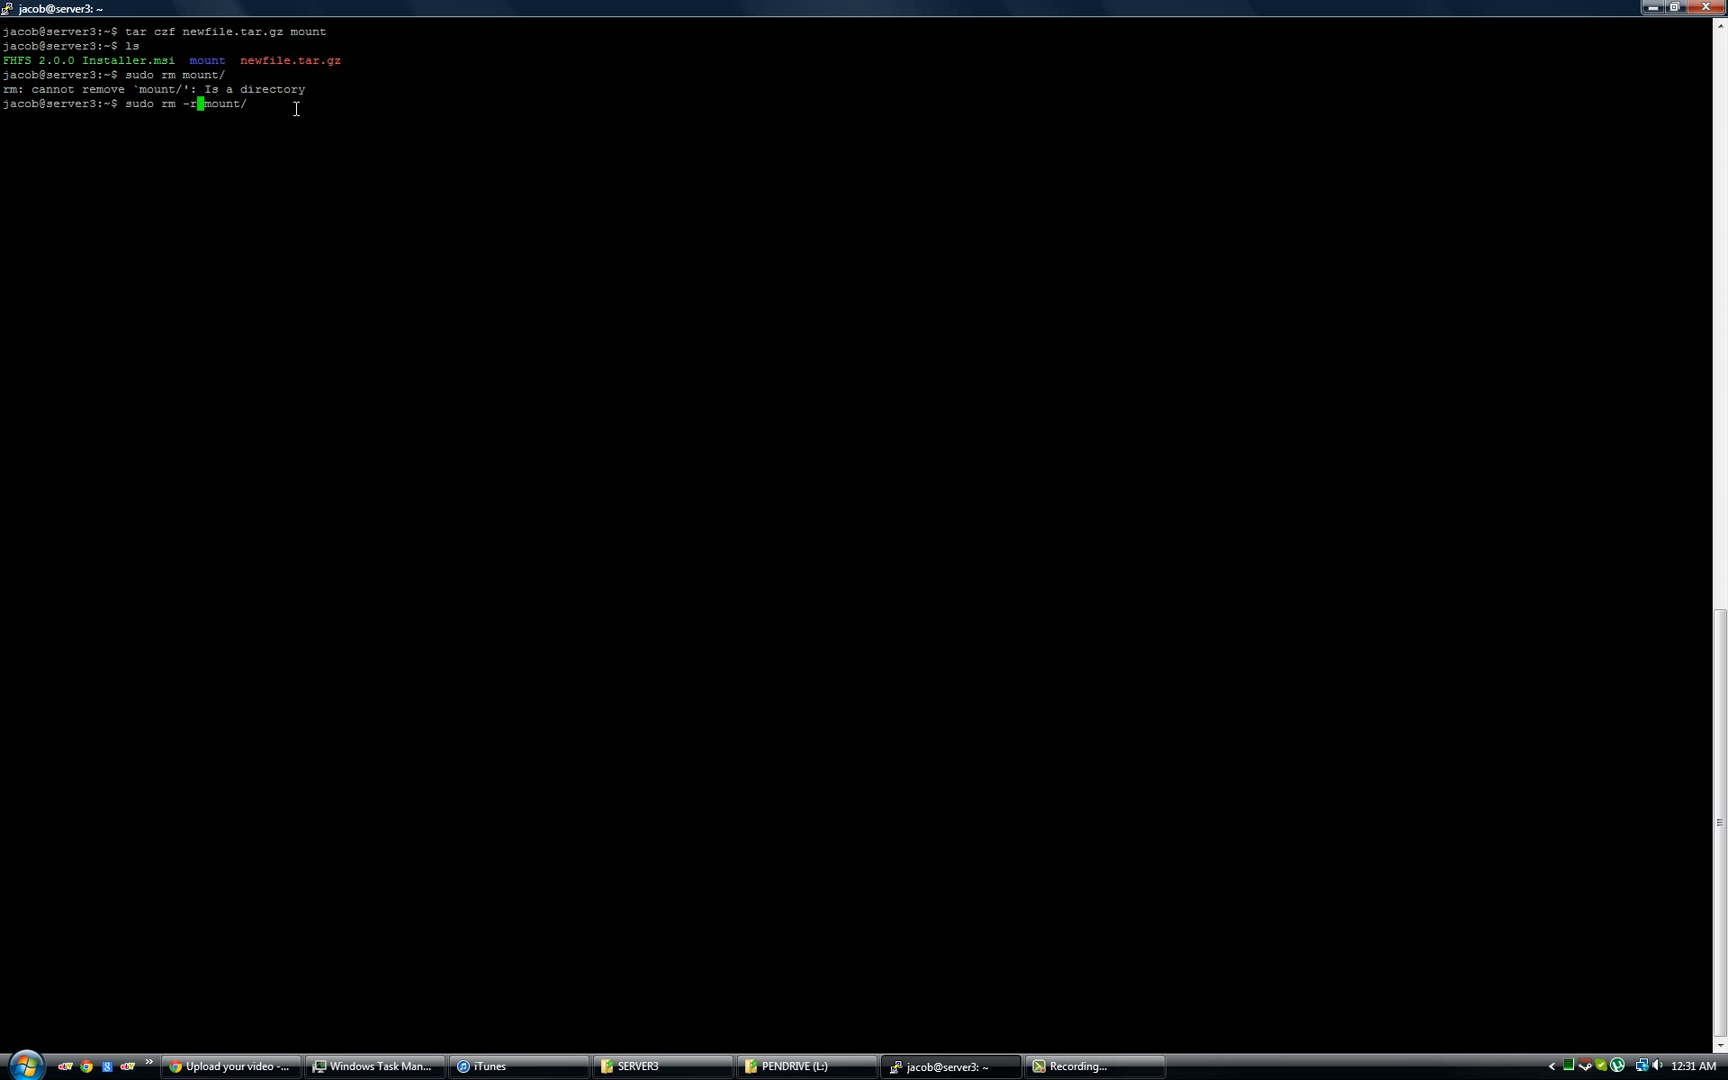 jacob@server3: ~
jacob@server3:~$ tar czf newfile.tar.gz mount
jacob@server3:~$ ls
FHFS 2.0.0 Installer.msi  mount  newfile.tar.gz
jacob@server3:~$ sudo rm mount/
rm: cannot remove `mount/': Is a directory
jacob@server3:~$ sudo rm -r mount/
Upload your video -... Windows Task Man... iTunes SERVER3 PENDRIVE (L:) jacob@server3: ~ Recording... 12:31 AM